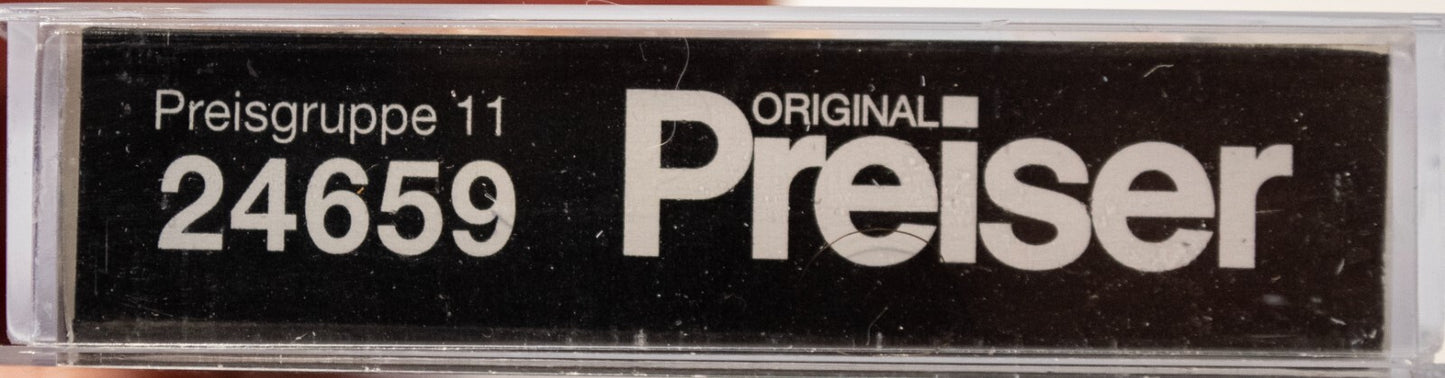 Preisgruppe 11
24659
ORIGINAL
Preiser